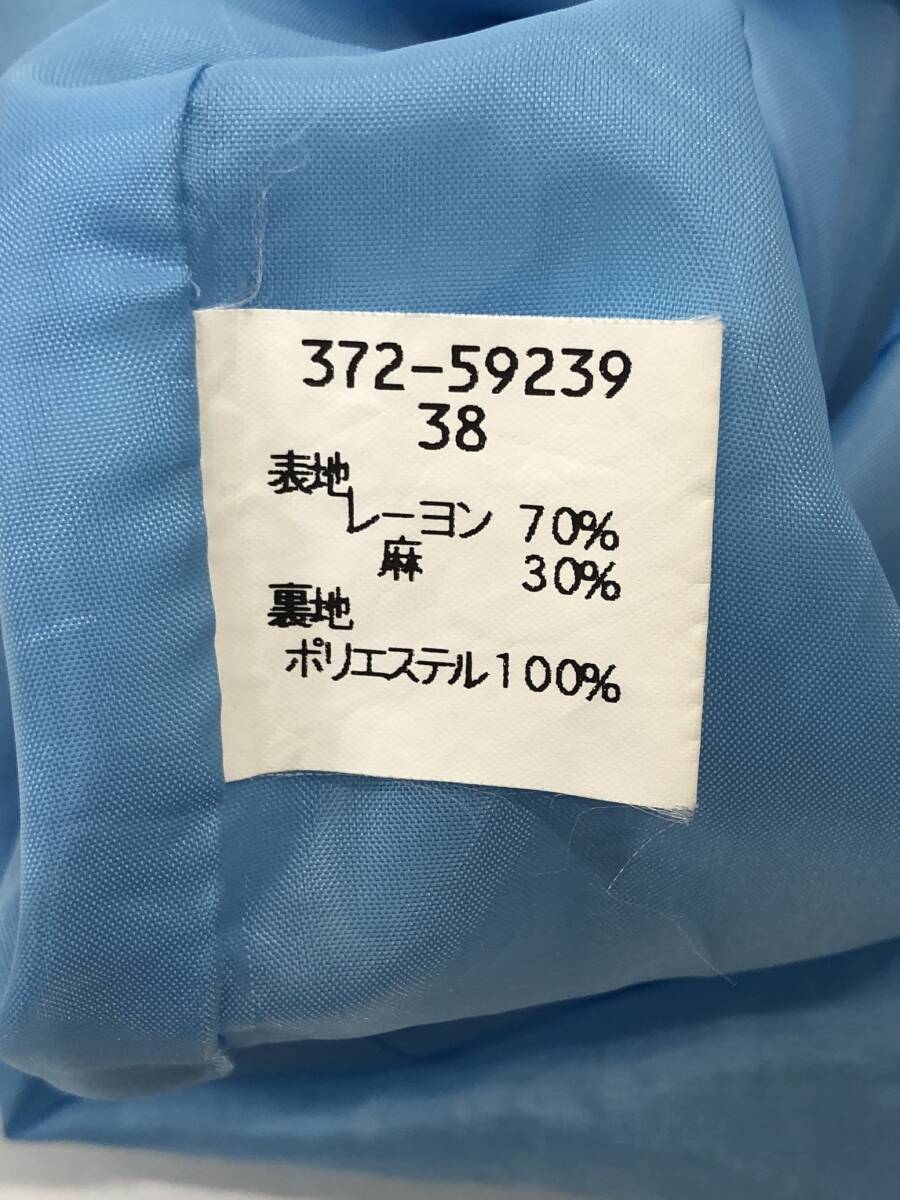 372-59239
38
表地
レーヨン 70%
麻 30%
裏地
ポリエステル100%